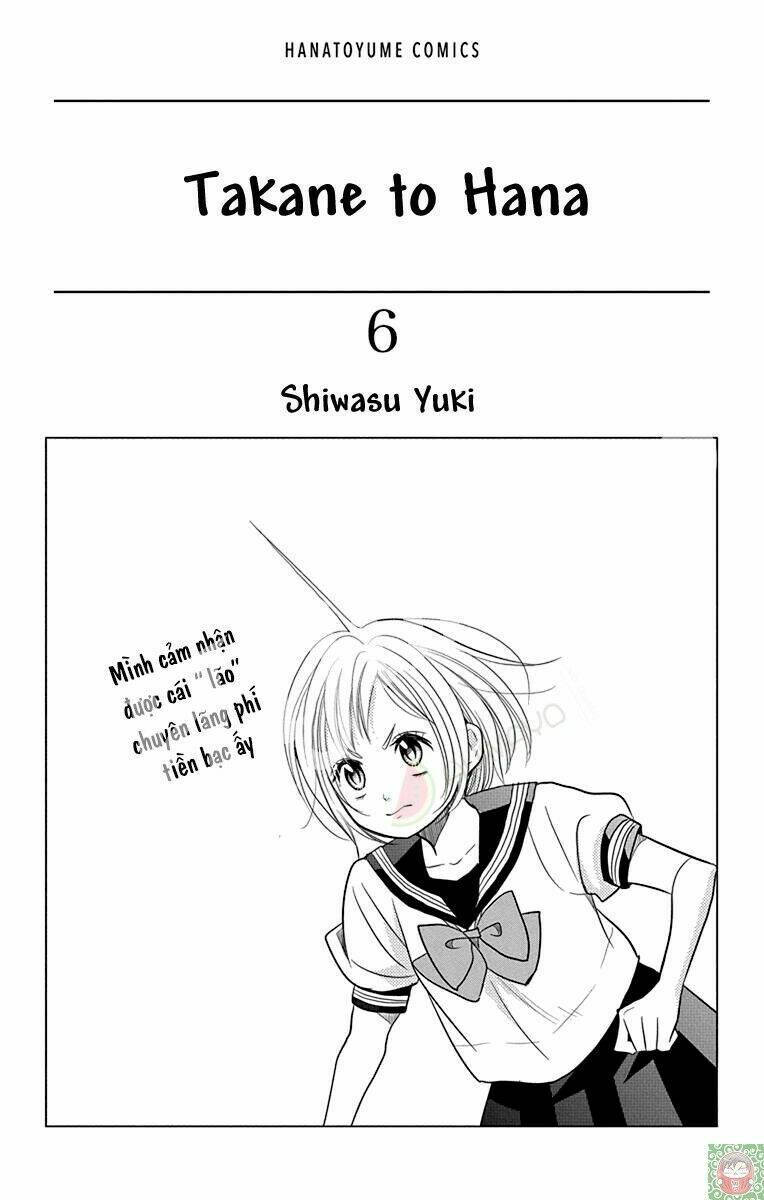 HANATOYUME COMICS
Takane to Hana
6
Shiwasu Yuki
Mình cảm nhận
được cái " lão"
chuyên lãng phí
tiền bạc ấy